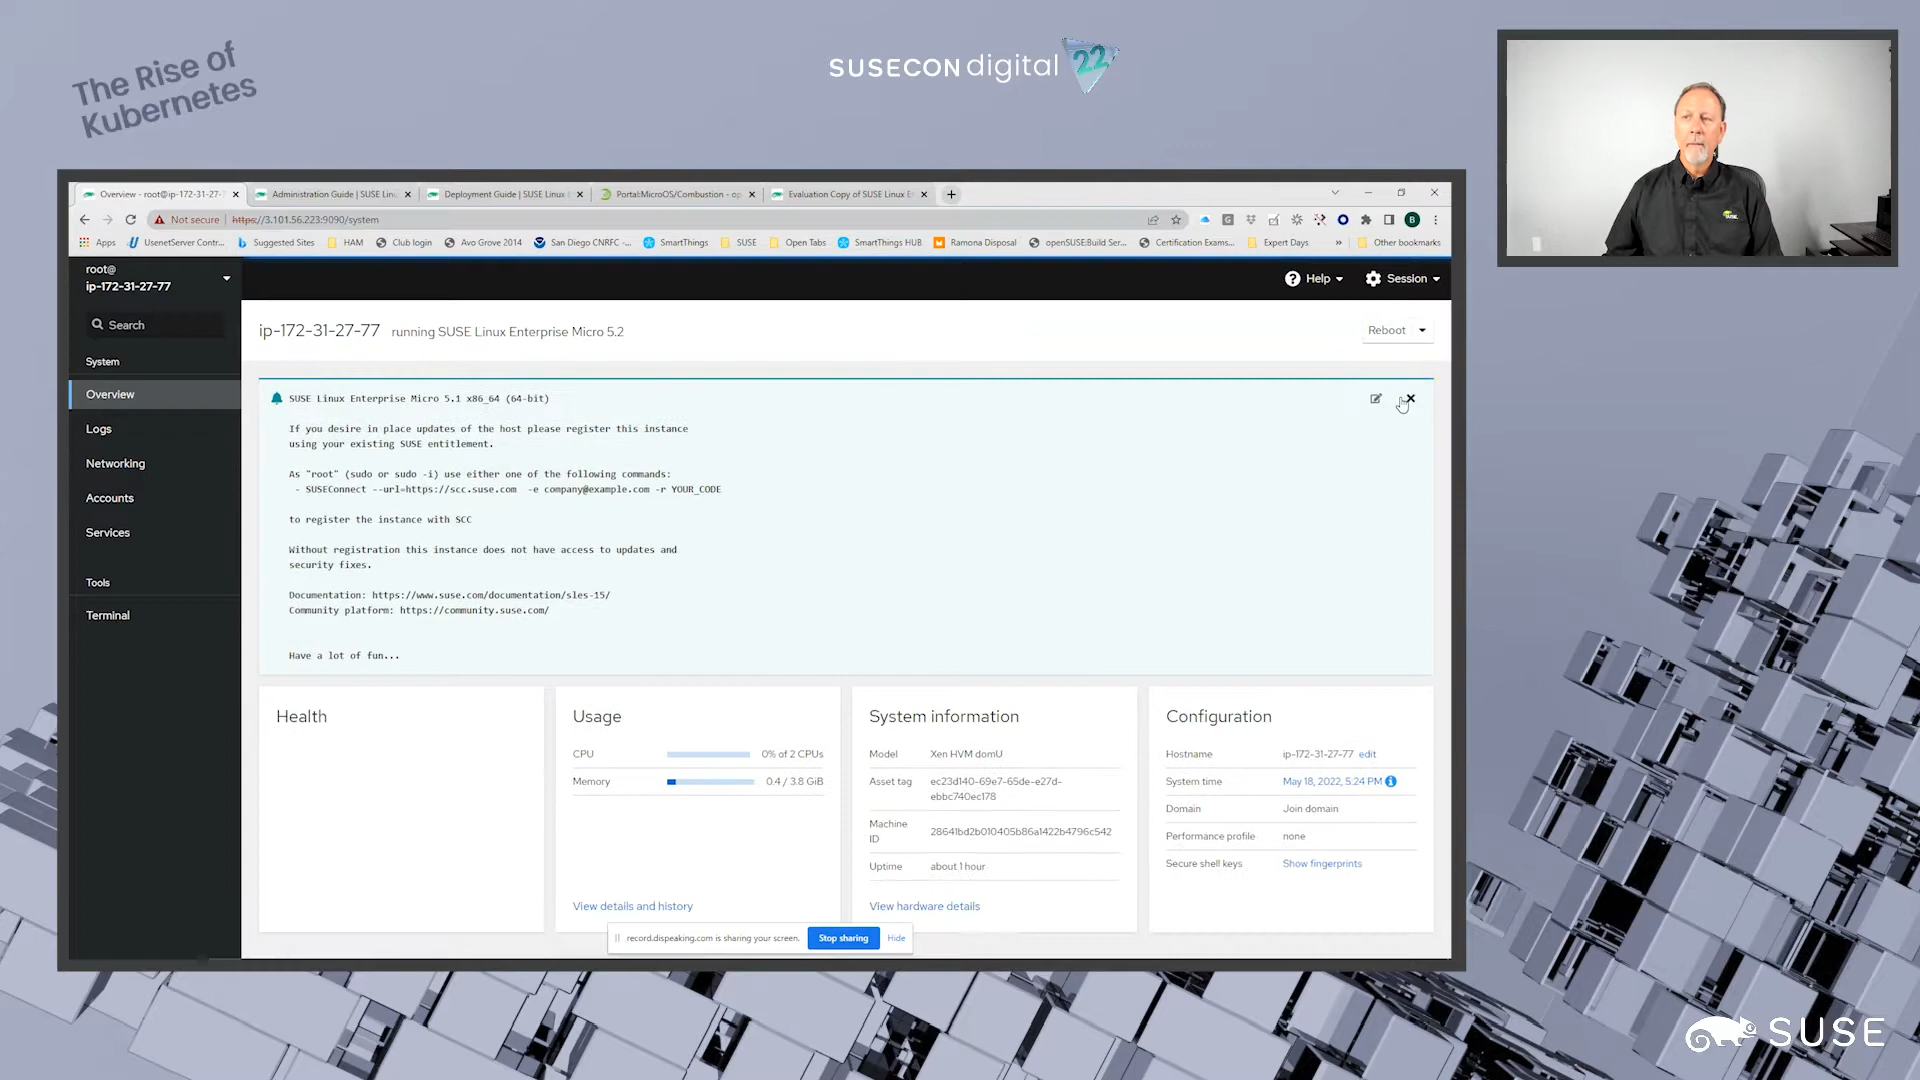 The Rise of
Kubernetes
SUSECON digital 22
Overview - root@ip-172-31-27-
Administration Guide | SUSE Linu
Deployment Guide | SUSE Linux
Portal:MicroOS/Combustion - op
Evaluation Copy of SUSE Linux E
Not secure | https://3.101.56.223:9090/system
Apps
UsenetServer Contr...
Suggested Sites
HAM
Club login
Avo Grove 2014
San Diego CNRFC -...
SmartThings
SUSE
Open Tabs
SmartThings HUB
Ramona Disposal
openSUSE:Build Ser...
Certification Exams...
Expert Days
»
Other bookmarks
root@
ip-172-31-27-77
Help
Session
Search
System
Overview
Logs
Networking
Accounts
Services
Tools
Terminal
ip-172-31-27-77 running SUSE Linux Enterprise Micro 5.2
Reboot
SUSE Linux Enterprise Micro 5.1 x86_64 (64-bit)
If you desire in place updates of the host please register this instance
using your existing SUSE entitlement.
As "root" (sudo or sudo -i) use either one of the following commands:
- SUSEConnect --url=https://scc.suse.com -e company@example.com -r YOUR_CODE
to register the instance with SCC
Without registration this instance does not have access to updates and
security fixes.
Documentation: https://www.suse.com/documentation/sles-15/
Community platform: https://community.suse.com/
Have a lot of fun...
Health
Usage
CPU 0% of 2 CPUs
Memory 0.4 / 3.8 GiB
View details and history
System information
Model Xen HVM domU
Asset tag ec23d140-69e7-65de-e27d-
ebbc740ec178
Machine
ID 28641bd2b010405b86a1422b4796c542
Uptime about 1 hour
View hardware details
Configuration
Hostname ip-172-31-27-77 edit
System time May 18, 2022, 5:24 PM
Domain Join domain
Performance profile none
Secure shell keys Show fingerprints
record.dispeaking.com is sharing your screen. Stop sharing Hide
SUSE